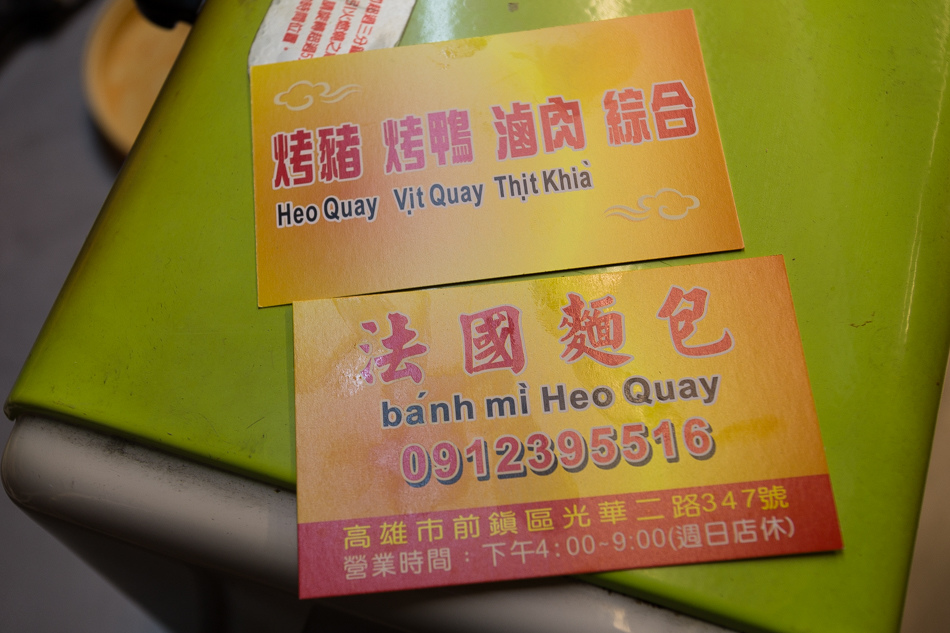 烤豬 烤鴨 滷肉 綜合
Heo Quay Vịt Quay Thịt Khià
法國麵包
bánh mì Heo Quay
0912395516
高雄市前鎮區光華二路347號
營業時間：下午4:00~9:00(週日店休)